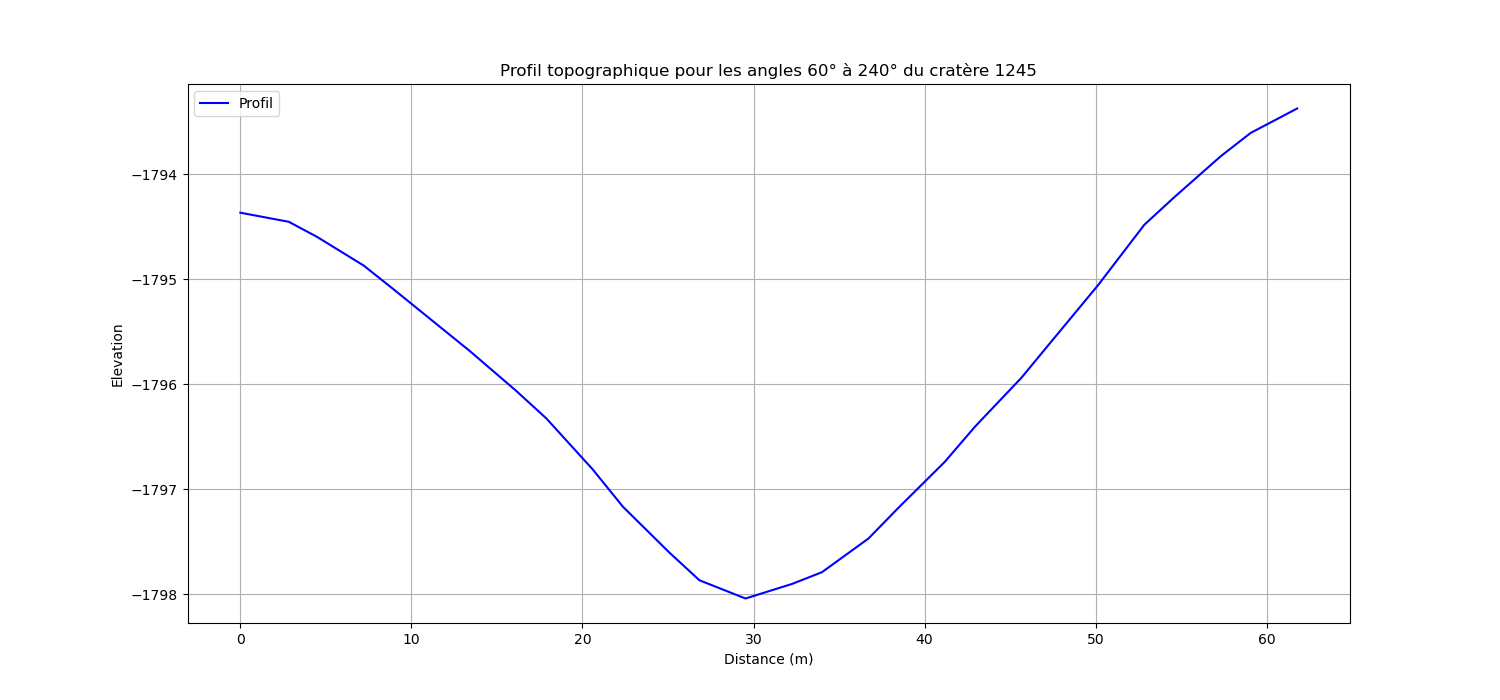 Profil topographique pour les angles 60° à 240° du cratère 1245
Profil
Elevation
−1794
−1795
−1796
−1797
−1798
0 10 20 30 40 50 60
Distance (m)